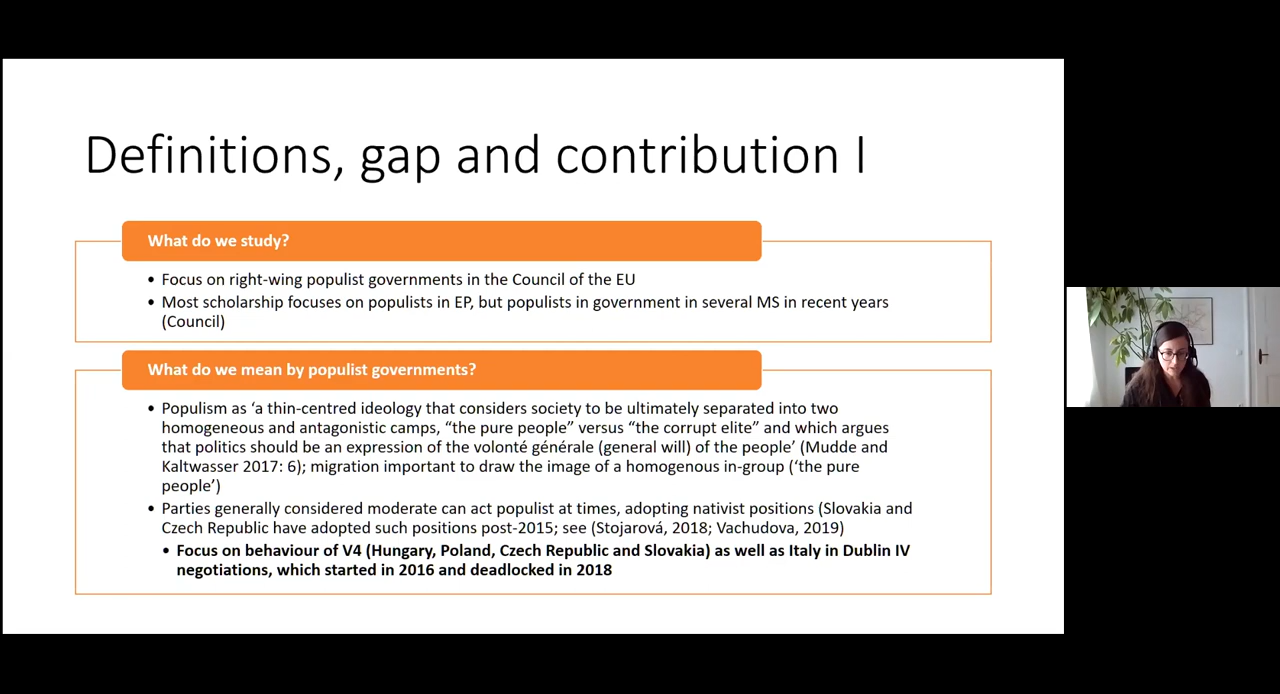 Definitions, gap and contribution I
What do we study?
• Focus on right-wing populist governments in the Council of the EU
• Most scholarship focuses on populists in EP, but populists in government in several MS in recent years
(Council)
What do we mean by populist governments?
• Populism as ‘a thin-centred ideology that considers society to be ultimately separated into two
homogeneous and antagonistic camps, “the pure people” versus “the corrupt elite” and which argues
that politics should be an expression of the volonté générale (general will) of the people’ (Mudde and
Kaltwasser 2017: 6); migration important to draw the image of a homogenous in-group (‘the pure
people’)
• Parties generally considered moderate can act populist at times, adopting nativist positions (Slovakia and
Czech Republic have adopted such positions post-2015; see (Stojarová, 2018; Vachudova, 2019)
• Focus on behaviour of V4 (Hungary, Poland, Czech Republic and Slovakia) as well as Italy in Dublin IV
negotiations, which started in 2016 and deadlocked in 2018